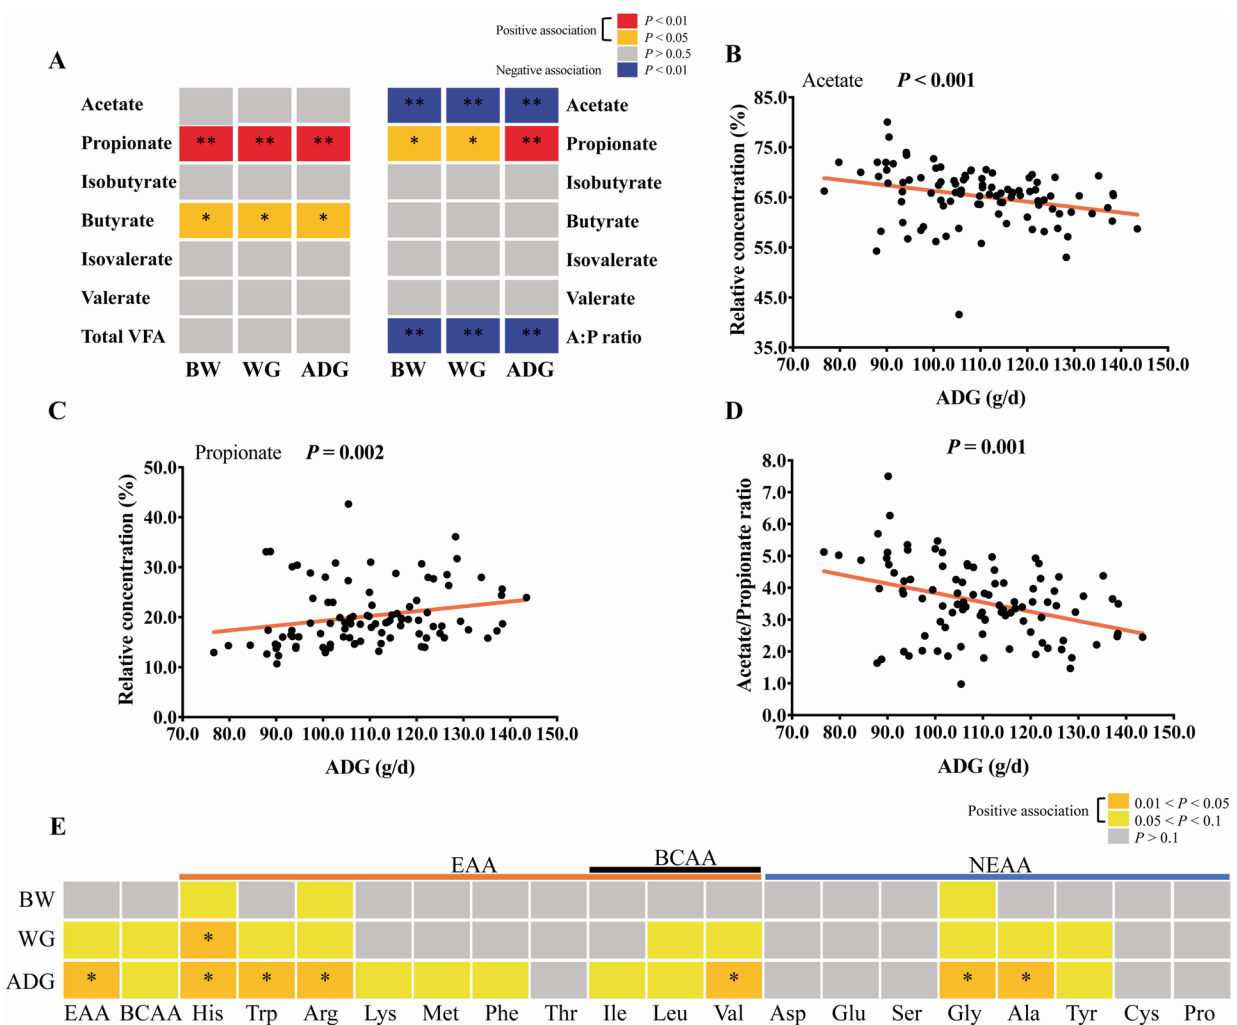 Positive association
P < 0.01
P < 0.05
P > 0.0.5
Negative association
P < 0.01
A
Acetate ** ** ** Acetate
Propionate ** ** ** * * ** Propionate
Isobutyrate Isobutyrate
Butyrate * * * Butyrate
Isovalerate Isovalerate
Valerate Valerate
Total VFA ** ** ** A:P ratio
BW WG ADG BW WG ADG
B
Acetate P < 0.001
Relative concentration (%)
85.0
75.0
65.0
55.0
45.0
35.0
70.0 80.0 90.0 100.0 110.0 120.0 130.0 140.0 150.0
ADG (g/d)
C
Propionate P = 0.002
Relative concentration (%)
50.0
40.0
30.0
20.0
10.0
0.0
70.0 80.0 90.0 100.0 110.0 120.0 130.0 140.0 150.0
ADG (g/d)
D
P = 0.001
Acetate/Propionate ratio
8.0
7.0
6.0
5.0
4.0
3.0
2.0
1.0
0.0
70.0 80.0 90.0 100.0 110.0 120.0 130.0 140.0 150.0
ADG (g/d)
Positive association
0.01 < P < 0.05
0.05 < P < 0.1
P > 0.1
E
EAA BCAA NEAA
BW
WG *
ADG * * * * * * *
EAA BCAA His Trp Arg Lys Met Phe Thr Ile Leu Val Asp Glu Ser Gly Ala Tyr Cys Pro